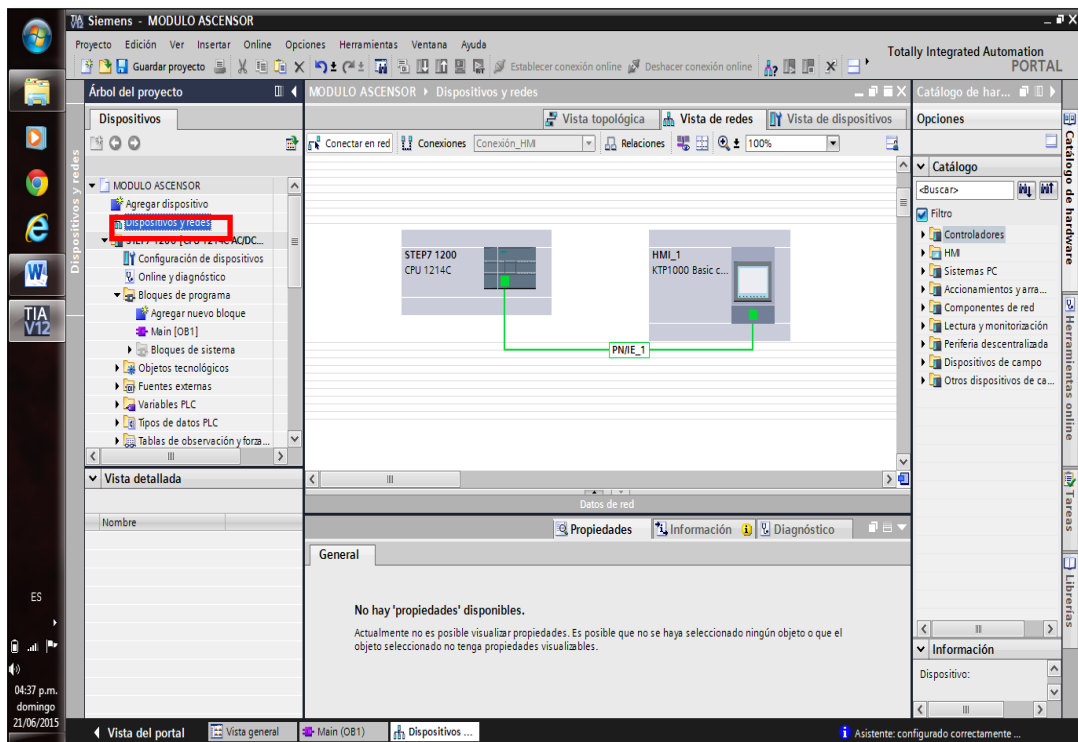 Siemens - MODULO ASCENSOR
Proyecto Edición Ver Insertar Online Opciones Herramientas Ventana Ayuda
Guardar proyecto
Establecer conexión online
Deshacer conexión online
Totally Integrated Automation
PORTAL
Árbol del proyecto
Dispositivos
Dispositivos y redes
MODULO ASCENSOR
Agregar dispositivo
Dispositivos y redes
STEP7 1200 [CPU 1214C AC/DC...
Configuración de dispositivos
Online y diagnóstico
Bloques de programa
Agregar nuevo bloque
Main [OB1]
Bloques de sistema
Objetos tecnológicos
Fuentes externas
Variables PLC
Tipos de datos PLC
Tablas de observación y forza...
Vista detallada
Nombre
MODULO ASCENSOR Dispositivos y redes
Vista topológica
Vista de redes
Vista de dispositivos
Conectar en red
Conexiones
Conexión_HMI
Relaciones
100%
STEP7 1200
CPU 1214C
HMI_1
KTP1000 Basic c...
PN/IE_1
Datos de red
Propiedades
Información
Diagnóstico
General
No hay 'propiedades' disponibles.
Actualmente no es posible visualizar propiedades. Es posible que no se haya seleccionado ningún objeto o que el
objeto seleccionado no tenga propiedades visualizables.
Catálogo de har...
Opciones
Catálogo
<Buscar>
Filtro
Controladores
HMI
Sistemas PC
Accionamientos y arra...
Componentes de red
Lectura y monitorización
Periferia descentralizada
Dispositivos de campo
Otros dispositivos de ca...
Información
Dispositivo:
Catálogo de hardware
Herramientas online
Tareas
Librerías
TIA
V12
ES
04:37 p.m.
domingo
21/06/2015
Vista del portal
Vista general
Main (OB1)
Dispositivos ...
Asistente: configurado correctamente ...